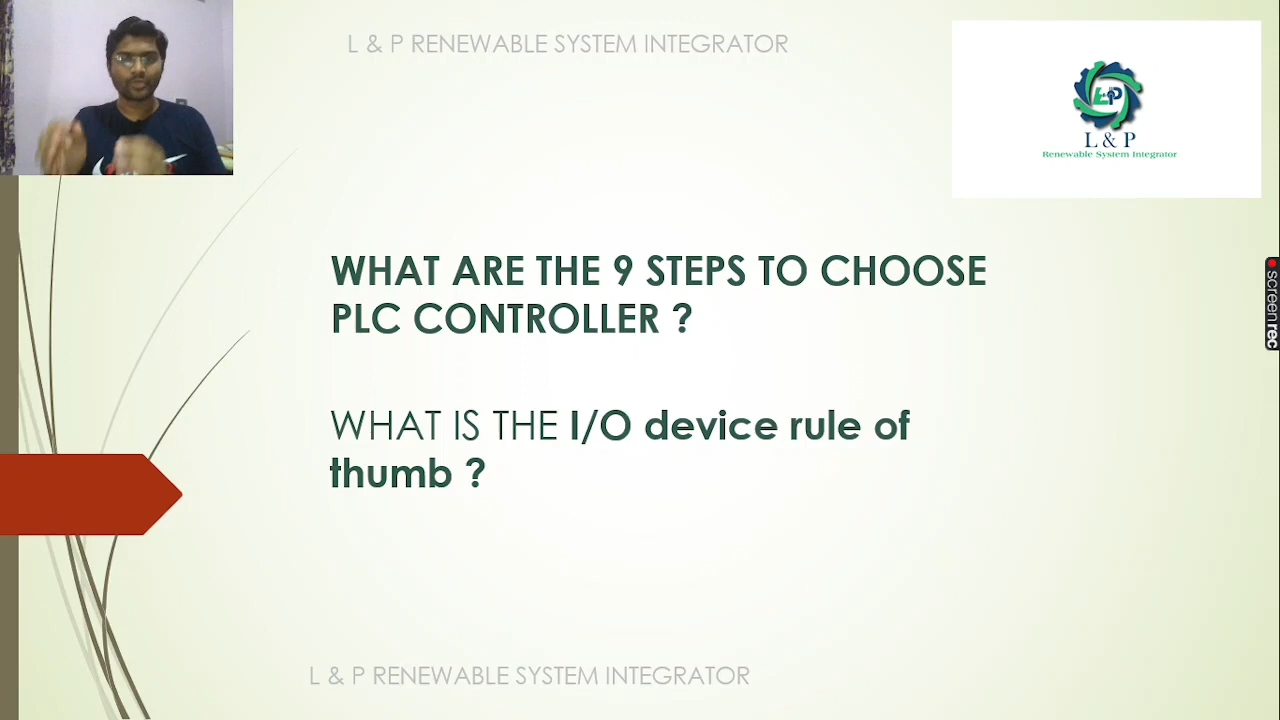 L & P RENEWABLE SYSTEM INTEGRATOR
L&P
L & P
Renewable System Integrator
WHAT ARE THE 9 STEPS TO CHOOSE
PLC CONTROLLER ?
WHAT IS THE I/O device rule of
thumb ?
screenrec
L & P RENEWABLE SYSTEM INTEGRATOR